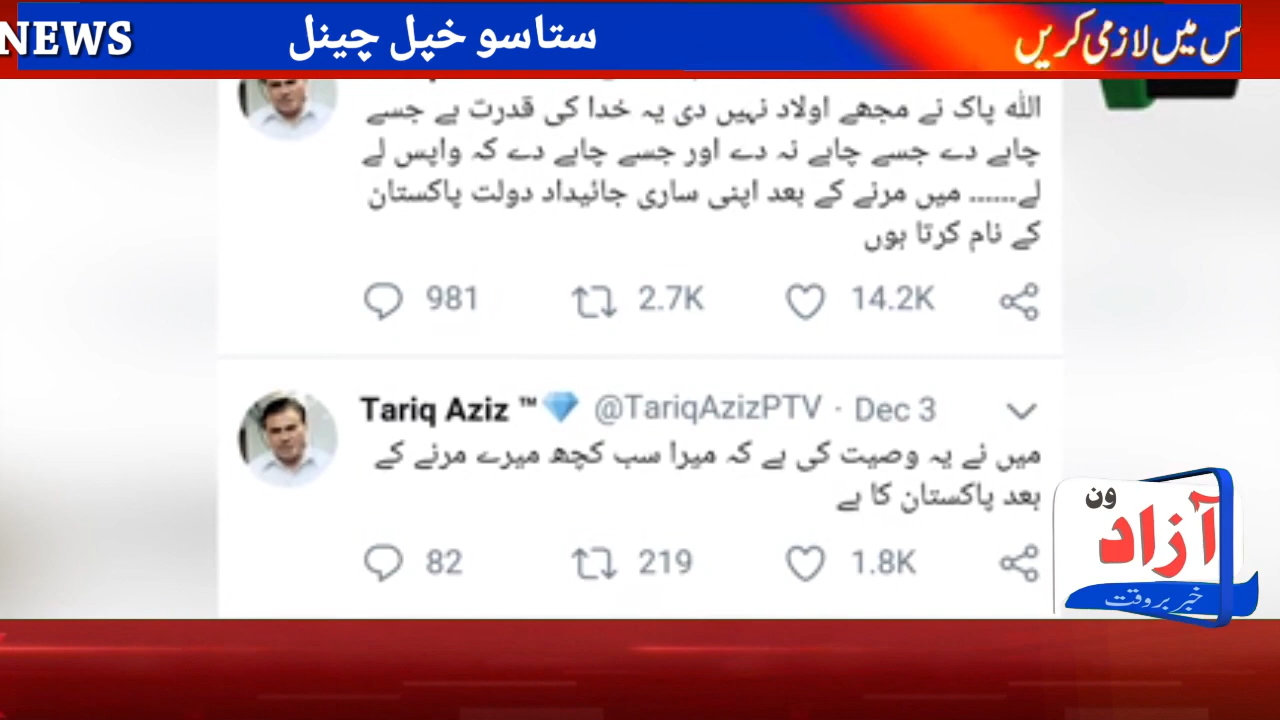 NEWS
ستاسو خپل چینل
س میں لازمی کریں
اللہ پاک نے مجھے اولاد نہیں دی یہ خدا کی قدرت ہے جسے
چاہے دے جسے چاہے نہ دے اور جسے چاہے دے کہ واپس لے
لے...... میں مرنے کے بعد اپنی ساری جائیداد دولت پاکستان
کے نام کرتا ہوں
981 2.7K 14.2K
Tariq Aziz ™💎 @TariqAzizPTV · Dec 3
میں نے یہ وصیت کی ہے کہ میرا سب کچھ میرے مرنے کے
بعد پاکستان کا ہے
82 219 1.8K
آزاد ون
خبر بروقت